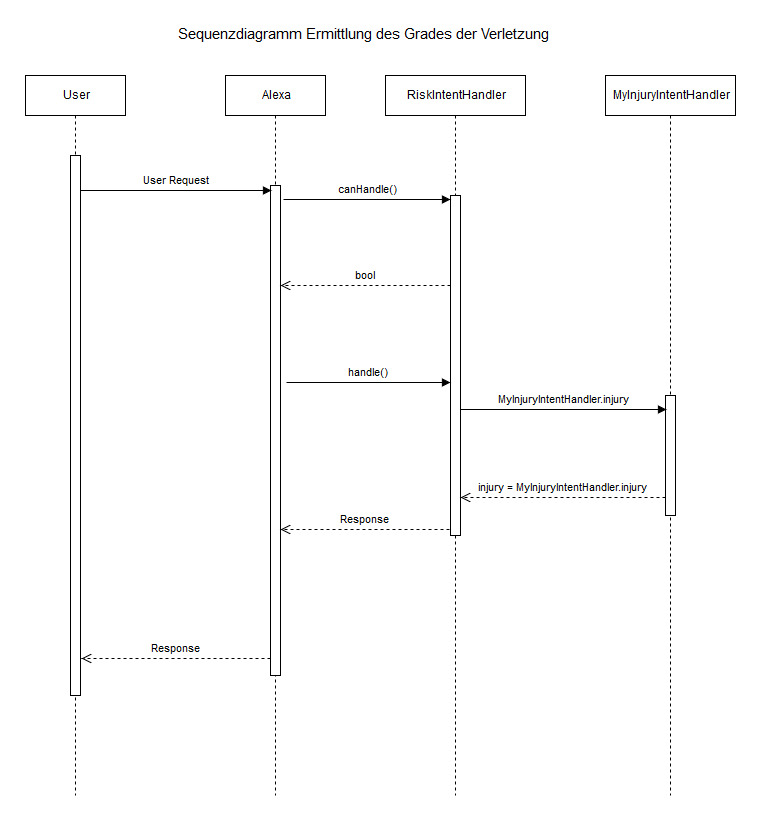 Sequenzdiagramm Ermittlung des Grades der Verletzung
User
Alexa
RiskIntentHandler
MyInjuryIntentHandler
User Request
canHandle()
bool
handle()
MyInjuryIntentHandler.injury
injury = MyInjuryIntentHandler.injury
Response
Response